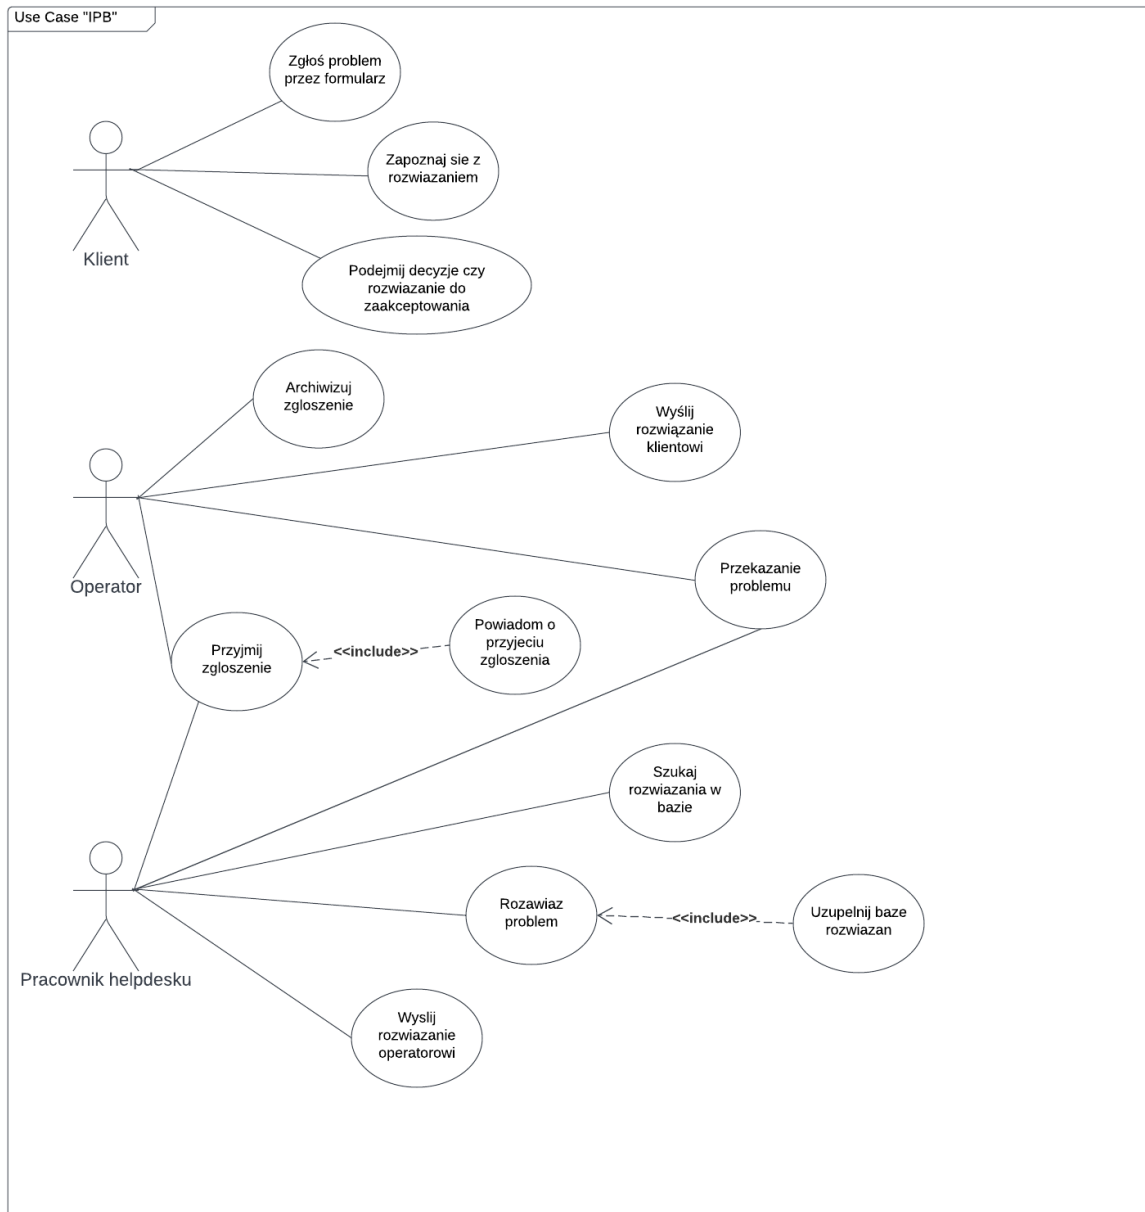 Use Case "IPB"
Zgłoś problem
przez formularz
Zapoznaj sie z
rozwiazaniem
Klient
Podejmij decyzje czy
rozwiazanie do
zaakceptowania
Archiwizuj
zgloszenie
Wyślij
rozwiązanie
klientowi
Operator
Przekazanie
problemu
Przyjmij
zgloszenie
<<include>>
Powiadom o
przyjeciu
zgloszenia
Szukaj
rozwiazania w
bazie
Pracownik helpdesku
Rozawiaz
problem
<<include>>
Uzupelnij baze
rozwiazan
Wyslij
rozwiazanie
operatorowi